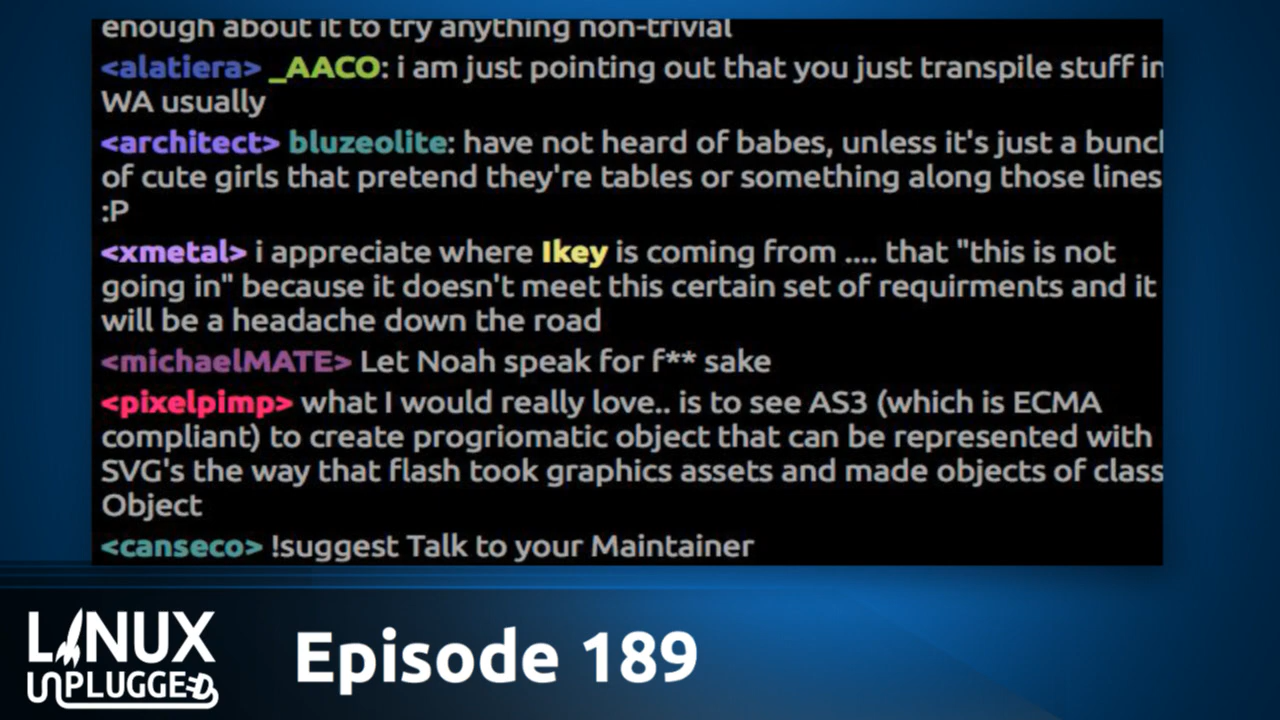 enough about it to try anything non-trivial
<alatiera> _AACO: i am just pointing out that you just transpile stuff in
WA usually
<architect> bluzeolite: have not heard of babes, unless it's just a bunch
of cute girls that pretend they're tables or something along those lines
:P
<xmetal> i appreciate where Ikey is coming from .... that "this is not
going in" because it doesn't meet this certain set of requirments and it
will be a headache down the road
<michaelMATE> Let Noah speak for f** sake
<pixelpimp> what I would really love.. is to see AS3 (which is ECMA
compliant) to create progriomatic object that can be represented with
SVG's the way that flash took graphics assets and made objects of class
Object
<canseco> !suggest Talk to your Maintainer
LINUX
UNPLUGGED
Episode 189